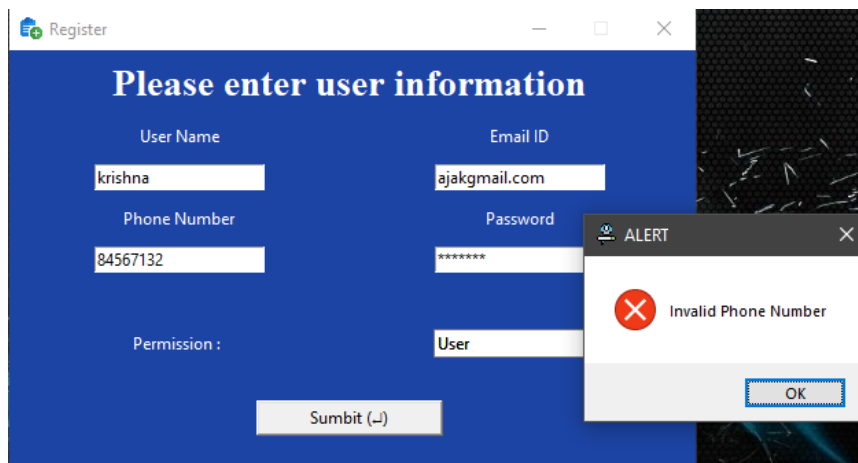 Register
Please enter user information
User Name
Email ID
krishna
ajakgmail.com
Phone Number
Password
84567132
*******
Permission :
User
Sumbit (↵)
ALERT
Invalid Phone Number
OK